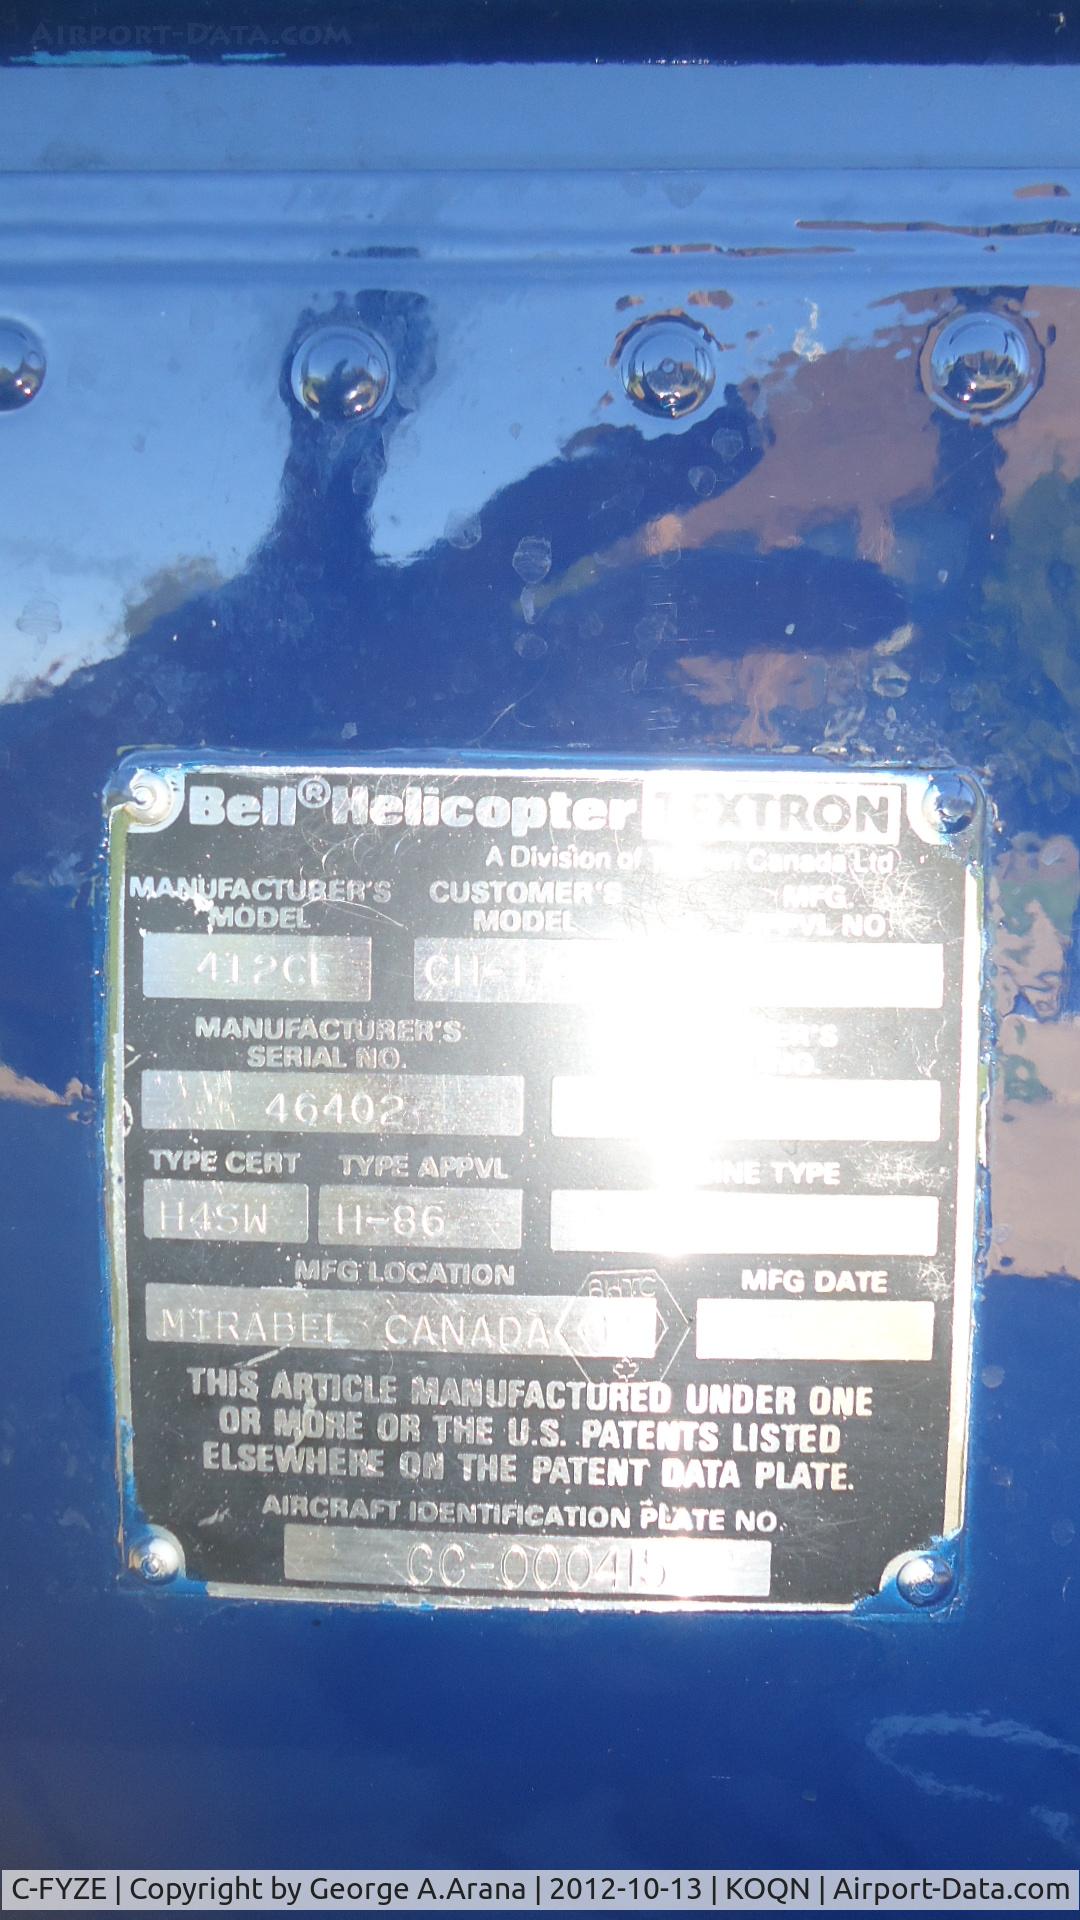 AIRPORT-DATA.COM
Bell® Helicopter TEXTRON
A Division of Canada Ltd
MANUFACTURER'S MODEL
CUSTOMER'S MODEL
MFG. APPVL NO.
MANUFACTURER'S SERIAL NO.
46402
TYPE CERT
TYPE APPVL
TYPE
H4SW
H-86
MFG LOCATION
MFG DATE
MIRABEL CANADA
THIS ARTICLE MANUFACTURED UNDER ONE
OR MORE OR THE U.S. PATENTS LISTED
ELSEWHERE ON THE PATENT DATA PLATE.
AIRCRAFT IDENTIFICATION PLATE NO.
CC-000415
C-FYZE | Copyright by George A.Arana | 2012-10-13 | KOQN | Airport-Data.com